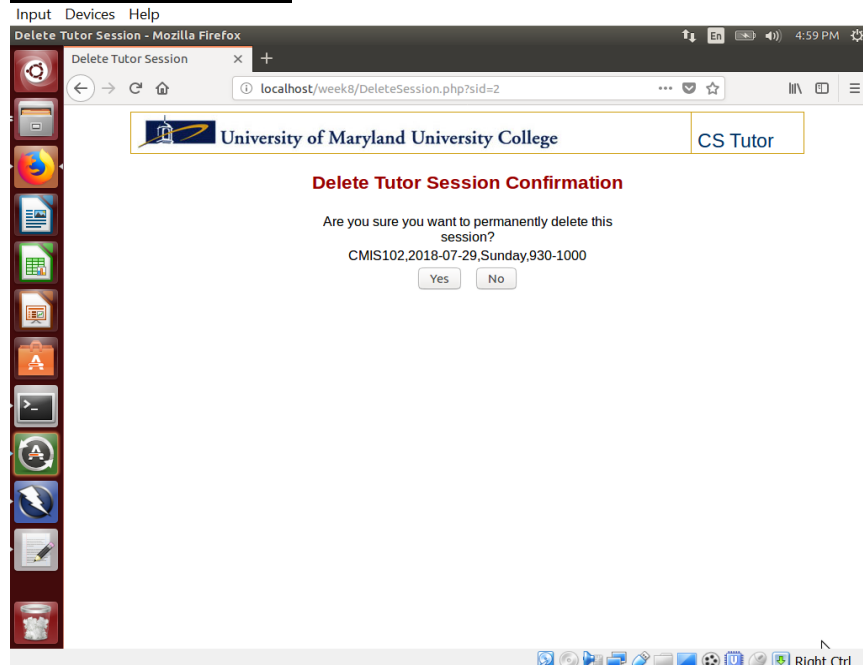 Input Devices Help
Delete Tutor Session - Mozilla Firefox
En
4:59 PM
Delete Tutor Session
localhost/week8/DeleteSession.php?sid=2
University of Maryland University College
CS Tutor
Delete Tutor Session Confirmation
Are you sure you want to permanently delete this
session?
CMIS102,2018-07-29,Sunday,930-1000
Yes No
Right Ctrl